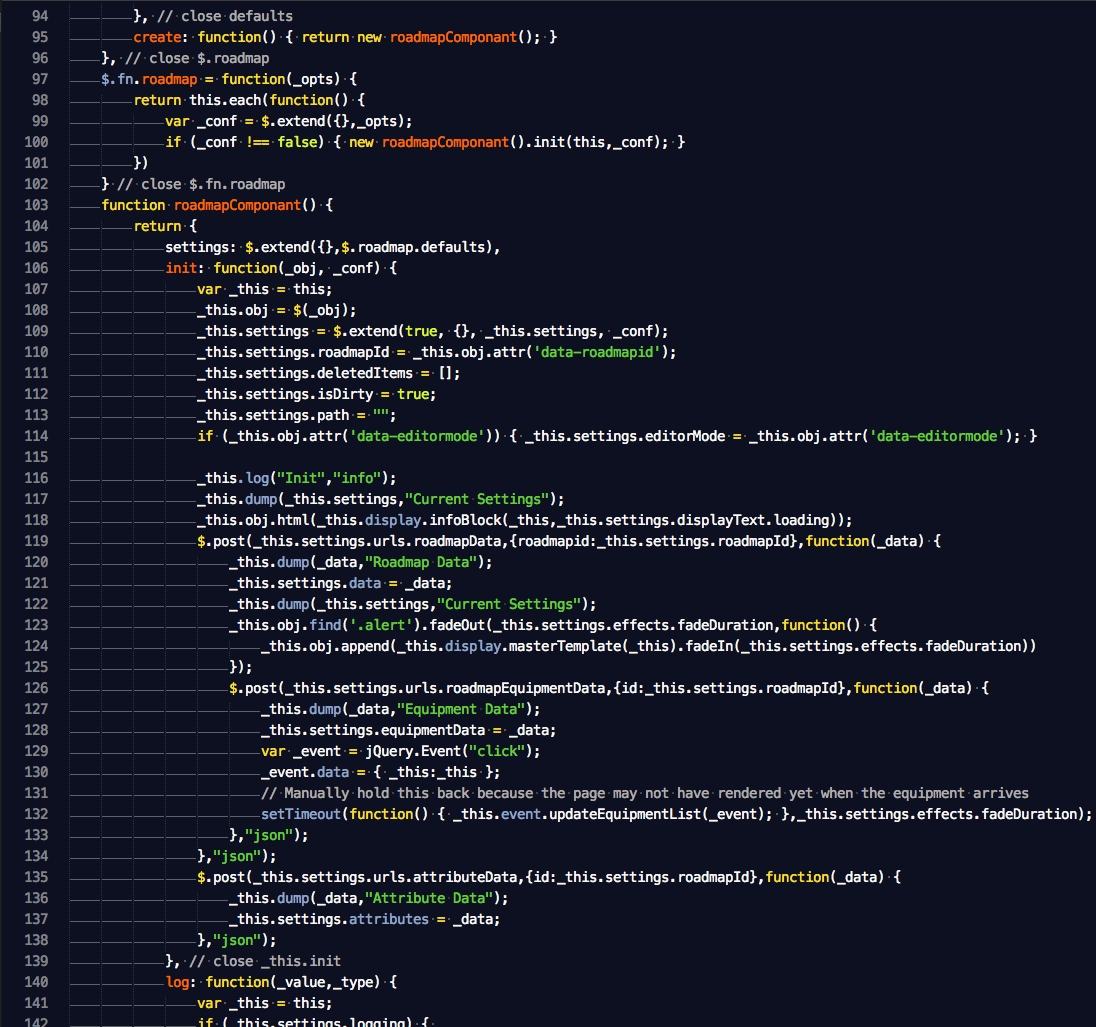 94 }, // close defaults
95 create: function() { return new roadmapComponant(); }
96 }, // close $.roadmap
97 $.fn.roadmap = function(_opts) {
98 return this.each(function() {
99 var _conf = $.extend({},_opts);
100 if (_conf !== false) { new roadmapComponant().init(this,_conf); }
101 })
102 } // close $.fn.roadmap
103 function roadmapComponant() {
104 return {
105 settings: $.extend({},$.roadmap.defaults),
106 init: function(_obj, _conf) {
107 var _this = this;
108 _this.obj = $(_obj);
109 _this.settings = $.extend(true, {}, _this.settings, _conf);
110 _this.settings.roadmapId = _this.obj.attr('data-roadmapid');
111 _this.settings.deletedItems = [];
112 _this.settings.isDirty = true;
113 _this.settings.path = "";
114 if (_this.obj.attr('data-editormode')) { _this.settings.editorMode = _this.obj.attr('data-editormode'); }
115
116 _this.log("Init","info");
117 _this.dump(_this.settings,"Current Settings");
118 _this.obj.html(_this.display.infoBlock(_this,_this.settings.displayText.loading));
119 $.post(_this.settings.urls.roadmapData,{roadmapid:_this.settings.roadmapId},function(_data) {
120 _this.dump(_data,"Roadmap Data");
121 _this.settings.data = _data;
122 _this.dump(_this.settings,"Current Settings");
123 _this.obj.find('.alert').fadeOut(_this.settings.effects.fadeDuration,function() {
124 _this.obj.append(_this.display.masterTemplate(_this).fadeIn(_this.settings.effects.fadeDuration))
125 });
126 $.post(_this.settings.urls.roadmapEquipmentData,{id:_this.settings.roadmapId},function(_data) {
127 _this.dump(_data,"Equipment Data");
128 _this.settings.equipmentData = _data;
129 var _event = jQuery.Event("click");
130 _event.data = { _this:_this };
131 // Manually hold this back because the page may not have rendered yet when the equipment arrives
132 setTimeout(function() { _this.event.updateEquipmentList(_event); },_this.settings.effects.fadeDuration);
133 },"json");
134 },"json");
135 $.post(_this.settings.urls.attributeData,{id:_this.settings.roadmapId},function(_data) {
136 _this.dump(_data,"Attribute Data");
137 _this.settings.attributes = _data;
138 },"json");
139 }, // close _this.init
140 log: function(_value,_type) {
141 var _this = this;
142 if (_this.settings.logging) {